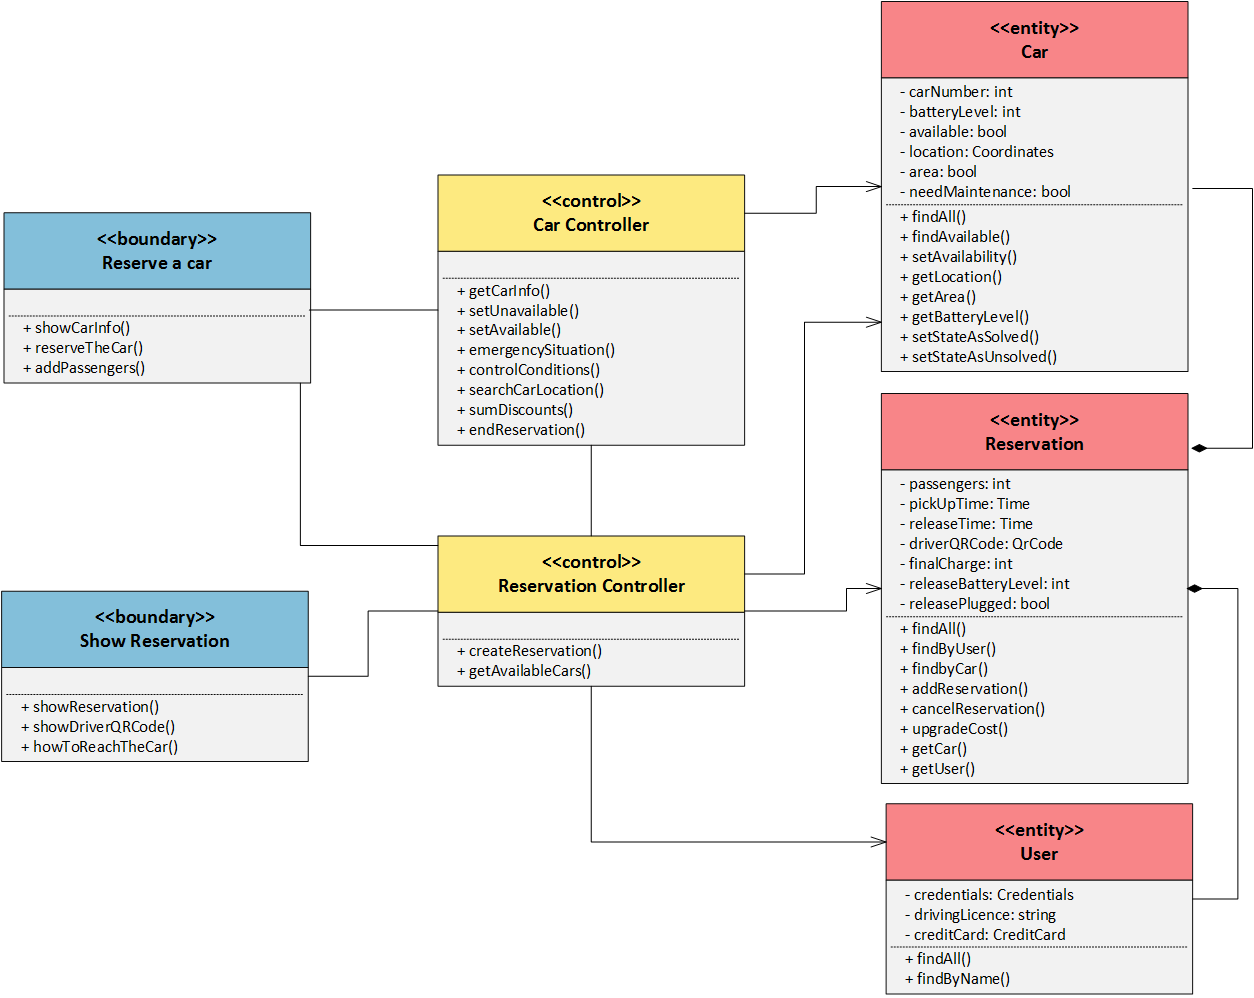 <<entity>>
Car
- carNumber: int
- batteryLevel: int
- available: bool
- location: Coordinates
- area: bool
- needMaintenance: bool
+ findAll()
+ findAvailable()
+ setAvailability()
+ getLocation()
+ getArea()
+ getBatteryLevel()
+ setStateAsSolved()
+ setStateAsUnsolved()
<<control>>
Car Controller
+ getCarInfo()
+ setUnavailable()
+ setAvailable()
+ emergencySituation()
+ controlConditions()
+ searchCarLocation()
+ sumDiscounts()
+ endReservation()
<<boundary>>
Reserve a car
+ showCarInfo()
+ reserveTheCar()
+ addPassengers()
<<entity>>
Reservation
- passengers: int
- pickUpTime: Time
- releaseTime: Time
- driverQRCode: QrCode
- finalCharge: int
- releaseBatteryLevel: int
- releasePlugged: bool
+ findAll()
+ findByUser()
+ findbyCar()
+ addReservation()
+ cancelReservation()
+ upgradeCost()
+ getCar()
+ getUser()
<<control>>
Reservation Controller
+ createReservation()
+ getAvailableCars()
<<boundary>>
Show Reservation
+ showReservation()
+ showDriverQRCode()
+ howToReachTheCar()
<<entity>>
User
- credentials: Credentials
- drivingLicence: string
- creditCard: CreditCard
+ findAll()
+ findByName()